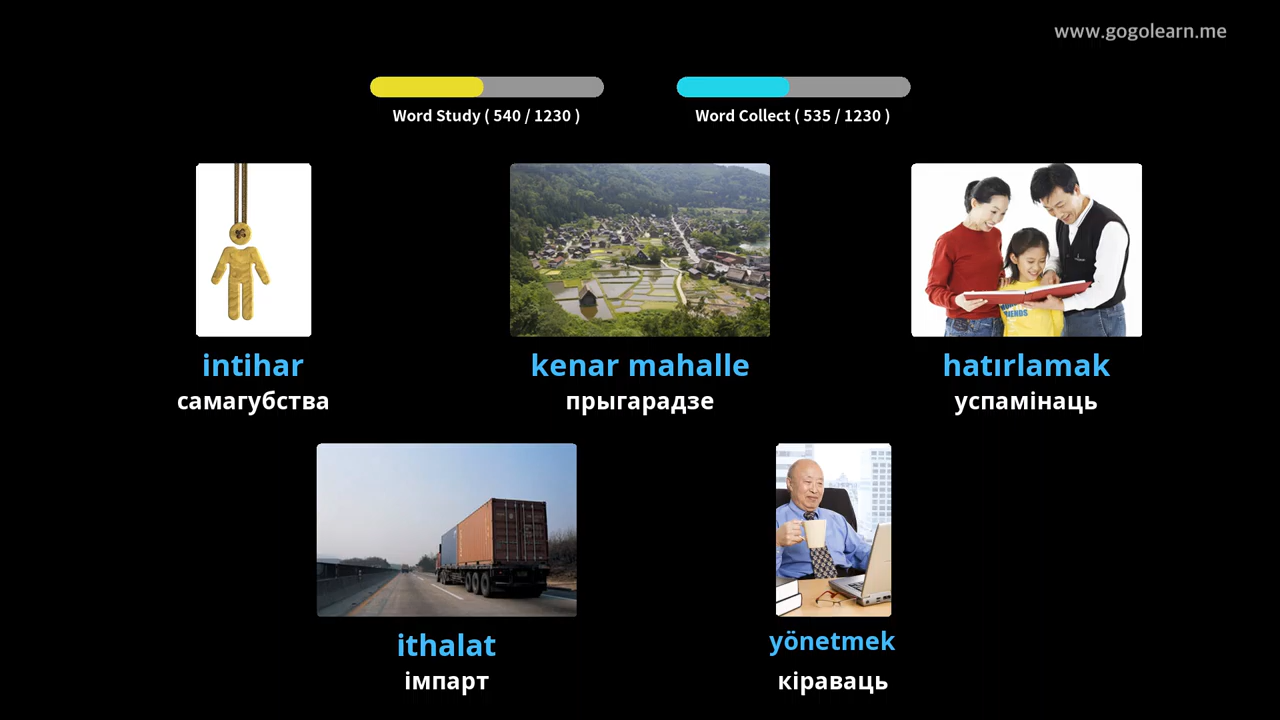 www.gogolearn.me
Word Study ( 540 / 1230 )
Word Collect ( 535 / 1230 )
intihar
самагубства
kenar mahalle
прыгарадзе
hatırlamak
успамінаць
ithalat
імпарт
yönetmek
кіраваць